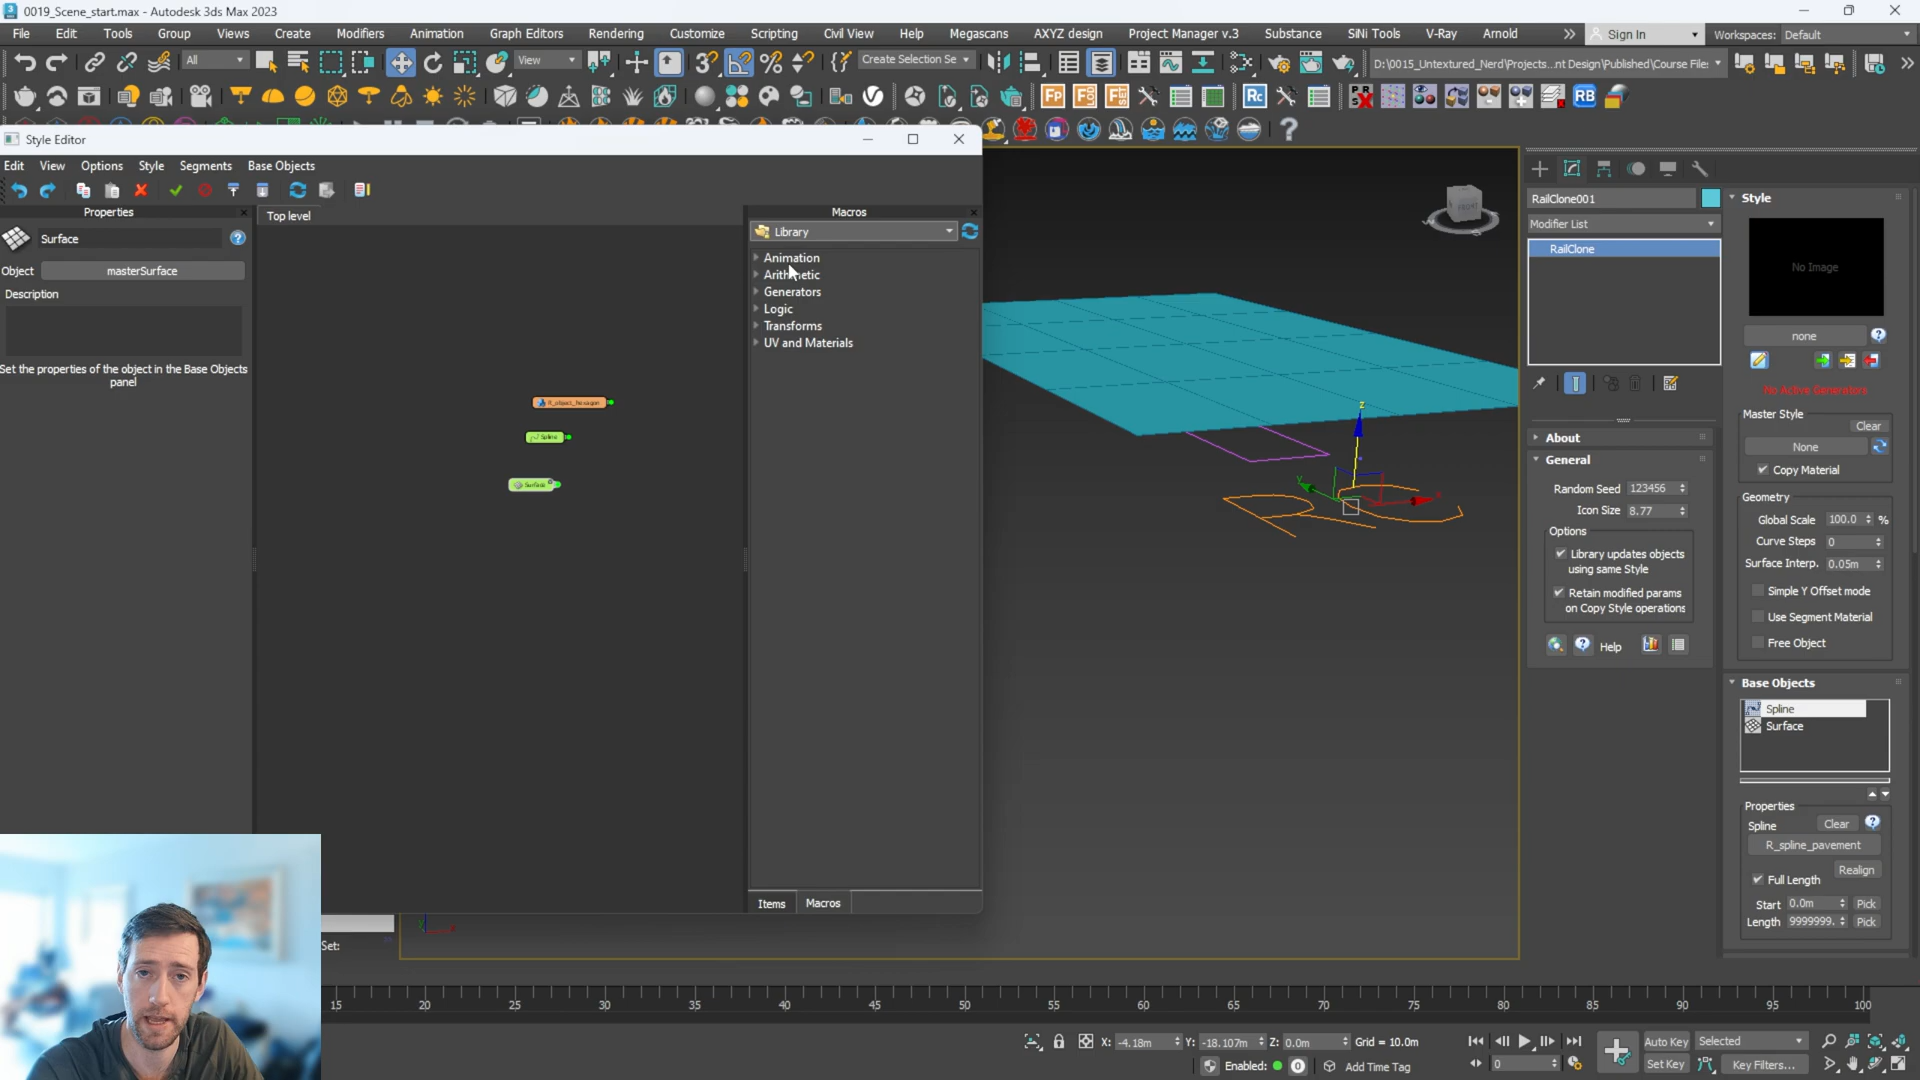 0019_Scene_start.max - Autodesk 3ds Max 2023
File Edit Tools Group Views Create Modifiers Animation Graph Editors Rendering Customize Scripting Civil View Help Megascans AXYZ design Project Manager v.3 Substance SiNi Tools V-Ray Arnold Sign In Workspaces: Default
All View Create Selection Se D:\0015_Untextured_Nerd\Projects...nt Design\Published\Course File:
Style Editor
Edit View Options Style Segments Base Objects
Properties
Surface
Object masterSurface
Description
Set the properties of the object in the Base Objects
panel
Top level
R_object_hexagon
Spline
Surface
Macros
Library
Animation
Arithmetic
Generators
Logic
Transforms
UV and Materials
Items Macros
FRONT
z
RailClone001
Modifier List
RailClone
About
General
Random Seed 123456
Icon Size 8.77
Options
Library updates objects
using same Style
Retain modified params
on Copy Style operations
Help
Style
No Image
none
No Active Generators
Master Style
Clear
None
Copy Material
Geometry
Global Scale 100.0 %
Curve Steps 0
Surface Interp. 0.05m
Simple Y Offset mode
Use Segment Material
Free Object
Base Objects
Spline
Surface
Properties
Spline Clear
R_spline_pavement
Realign
Full Length
Start 0.0m Pick
Length 9999999. Pick
Set:
15 20 25 30 35 40 45 50 55 60 65 70 75 80 85 90 95 100
X: -4.18m Y: -18.107m Z: 0.0m Grid = 10.0m
Enabled: 0 Add Time Tag
0
Auto Key Selected
Set Key Key Filters...